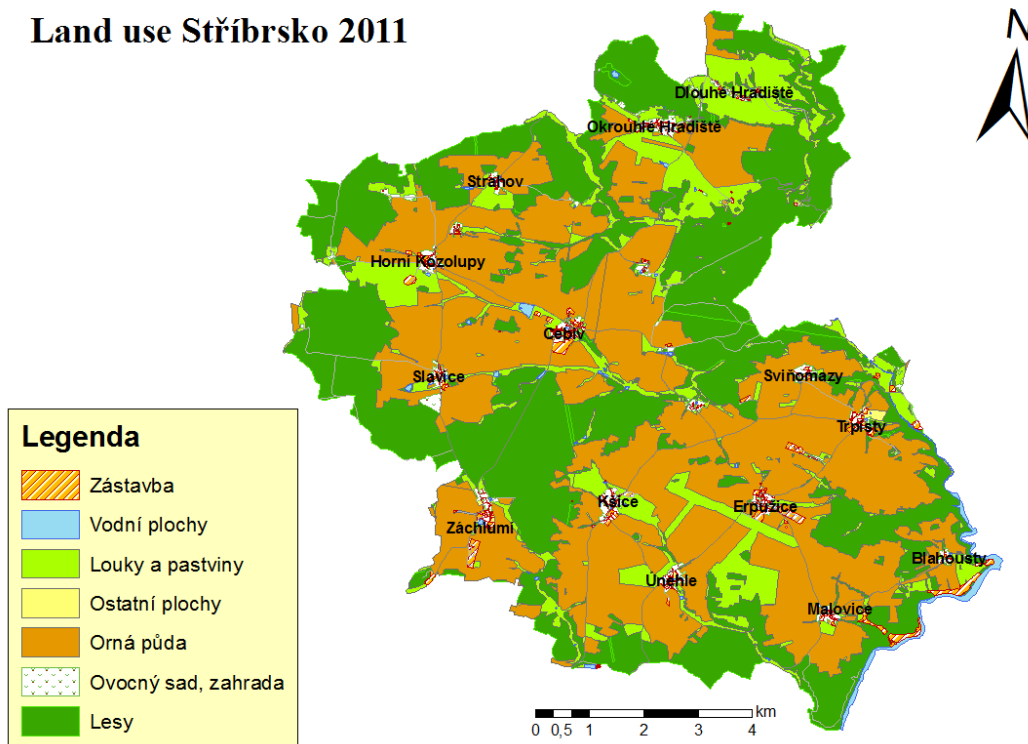 Land use Stříbrsko 2011
N
Dlouhé Hradiště
Okrouhlé Hradiště
Strahov
Horní Kozolupy
Cebiv
Slavice
Sviňomazy
Trpísty
Kšice
Erpužice
Záchlumí
Blahousty
Únehle
Malovice
Legenda
Zástavba
Vodní plochy
Louky a pastviny
Ostatní plochy
Orná půda
Ovocný sad, zahrada
Lesy
km
0 0,5 1 2 3 4